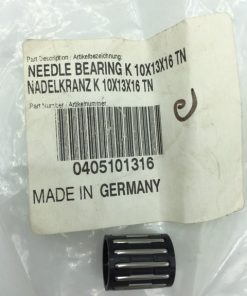 Part Description / Artikelbezeichnung:
NEEDLE BEARING K 10X13X16 TN
NADELKRANZ K 10X13X16 TN
Part Number / Artikelnummer
0405101316
MADE IN GERMANY